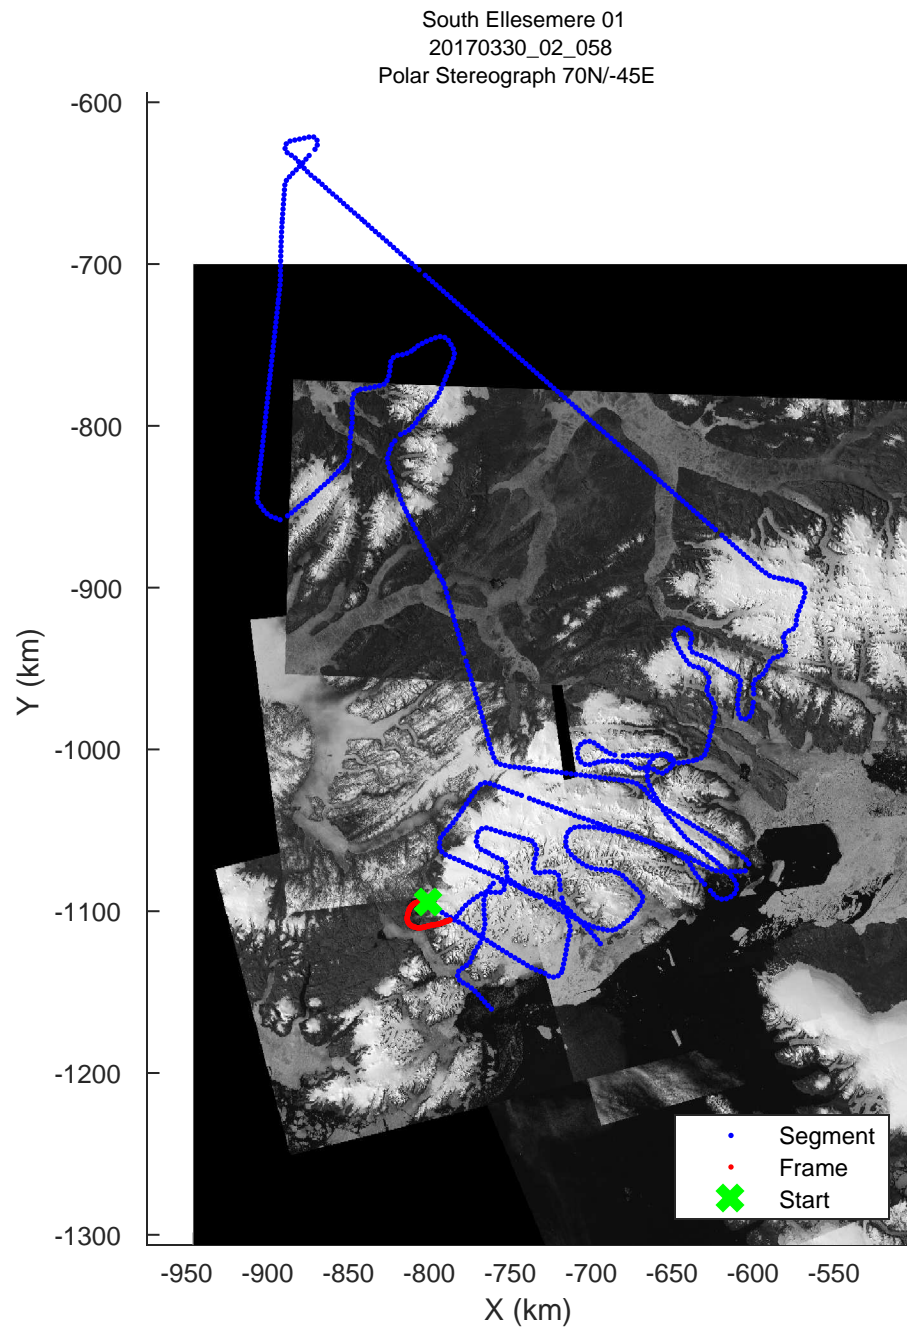 South Ellesemere 01
20170330_02_058
Polar Stereograph 70N/-45E
-600
-700
-800
-900
-1000
-1100
-1200
-1300
Y (km)
Segment
Frame
Start
-950 -900 -850 -800 -750 -700 -650 -600 -550
X (km)